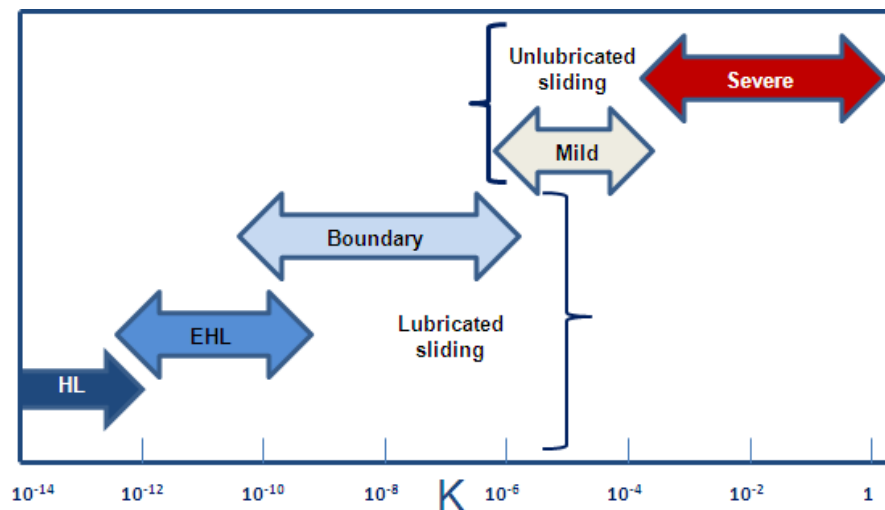 Unlubricated
sliding
Severe
Mild
Boundary
EHL
Lubricated
sliding
HL
10⁻¹⁴ 10⁻¹² 10⁻¹⁰ 10⁻⁸ K 10⁻⁶ 10⁻⁴ 10⁻² 1